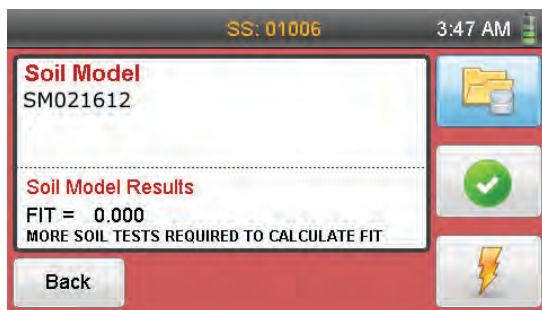 SS: 01006
3:47 AM
Soil Model
SM021612
Soil Model Results
FIT = 0.000
MORE SOIL TESTS REQUIRED TO CALCULATE FIT
Back